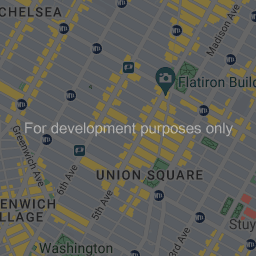 CHELSEA
Madison Ave
Flatiron Build
For development purposes only
Greenwich Ave
6th Ave
UNION SQUARE
5th Ave
ENWICH
LLAGE
Washington
3rd Ave
Stuy